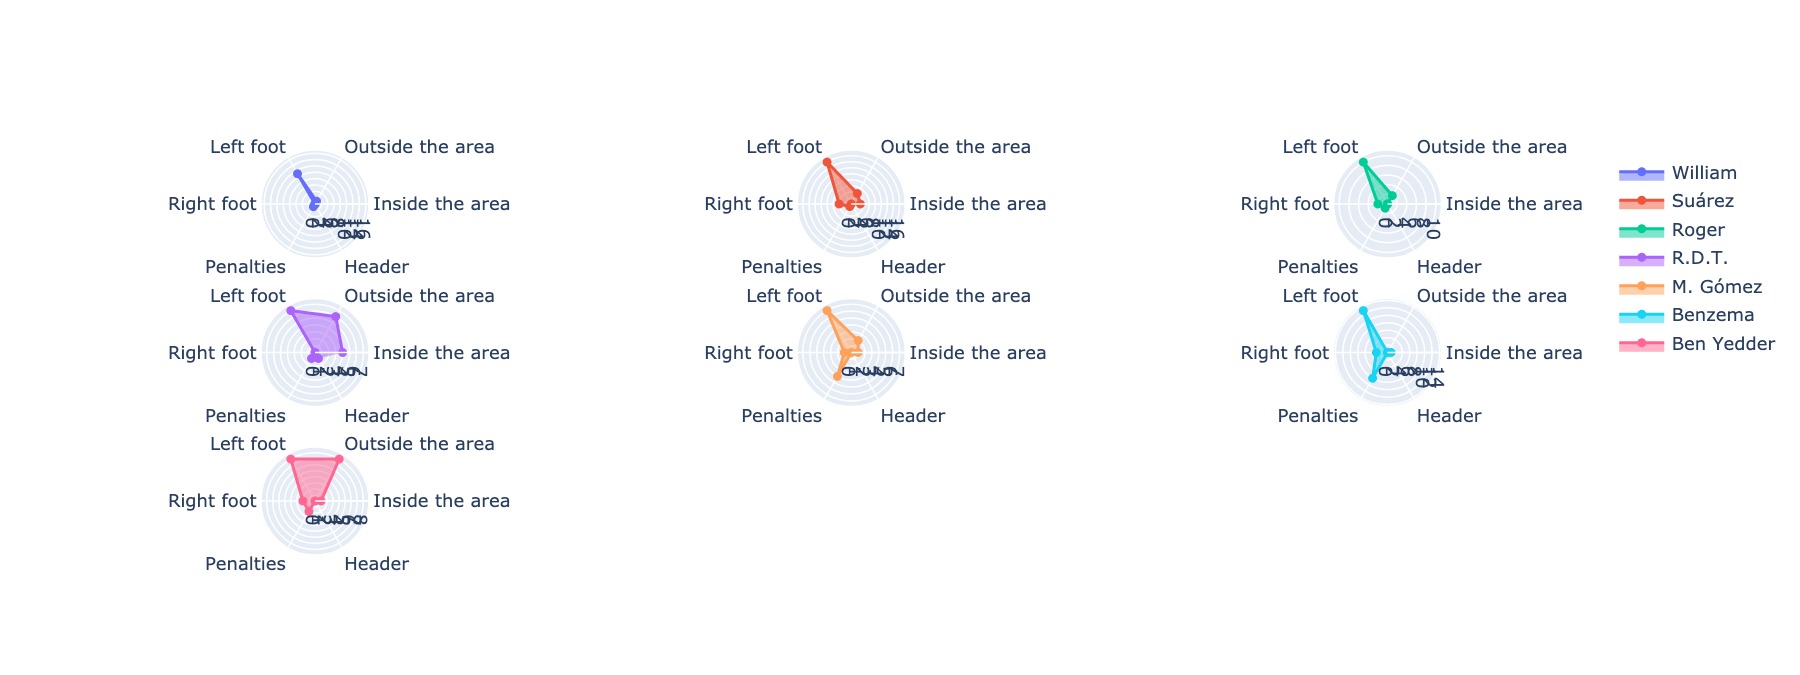 Left foot Outside the area
Right foot Inside the area
Penalties Header
Left foot Outside the area
Right foot Inside the area
Penalties Header
Left foot Outside the area
Right foot Inside the area
0 10
Penalties Header
William
Suárez
Roger
R.D.T.
M. Gómez
Benzema
Ben Yedder
Left foot Outside the area
Right foot Inside the area
Penalties Header
Left foot Outside the area
Right foot Inside the area
Penalties Header
Left foot Outside the area
Right foot Inside the area
Penalties Header
Left foot Outside the area
Right foot Inside the area
Penalties Header